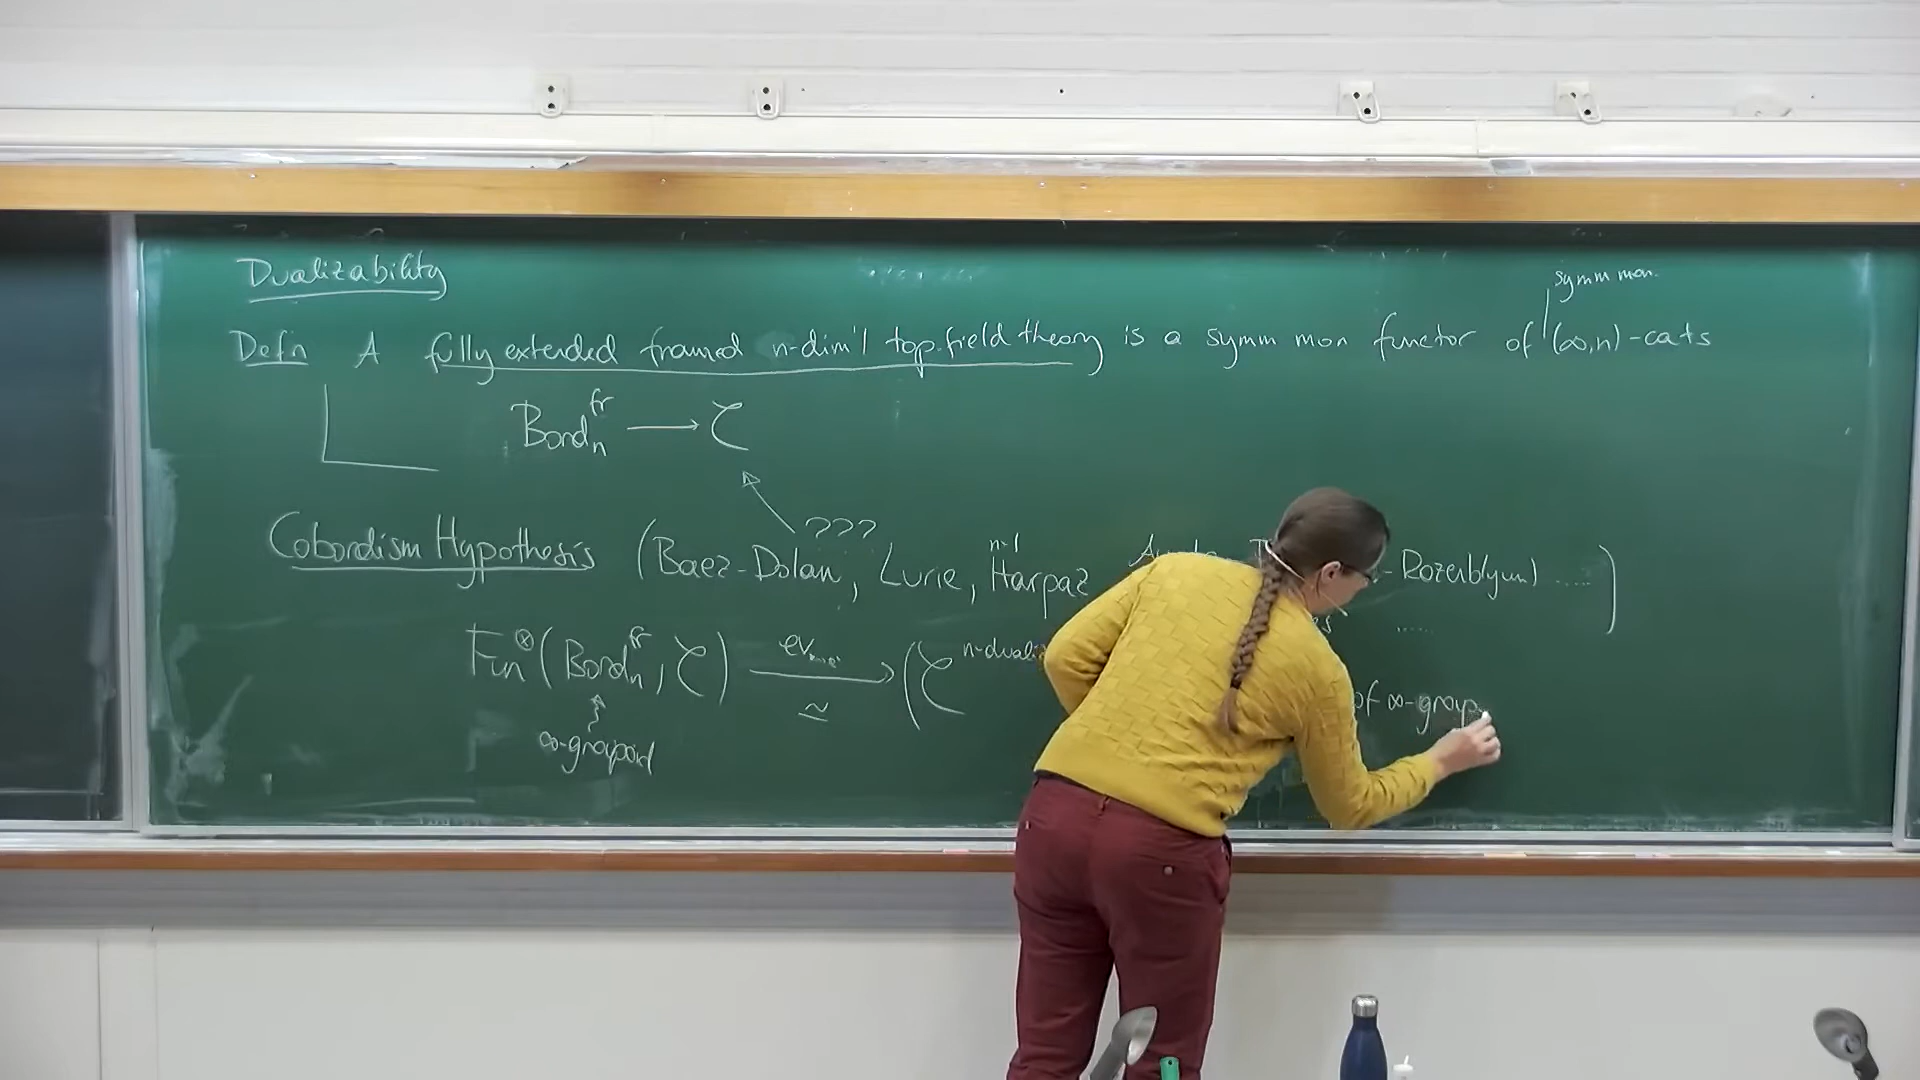 Dualizability
symm mon.
Defn A fully extended framed n-dim'l top. field theory is a symm mon functor of (∞,n)-cats
Bord_n^fr ⟶ C
???
Cobordism Hypothesis (Baez-Dolan, Lurie, Harpaz - Rozenblyum) ..... )
n=1
.....
Fun^⊗(Bord_n^fr, C) ⟶ (C
ev
≃
of ∞-group
∞-groupoid